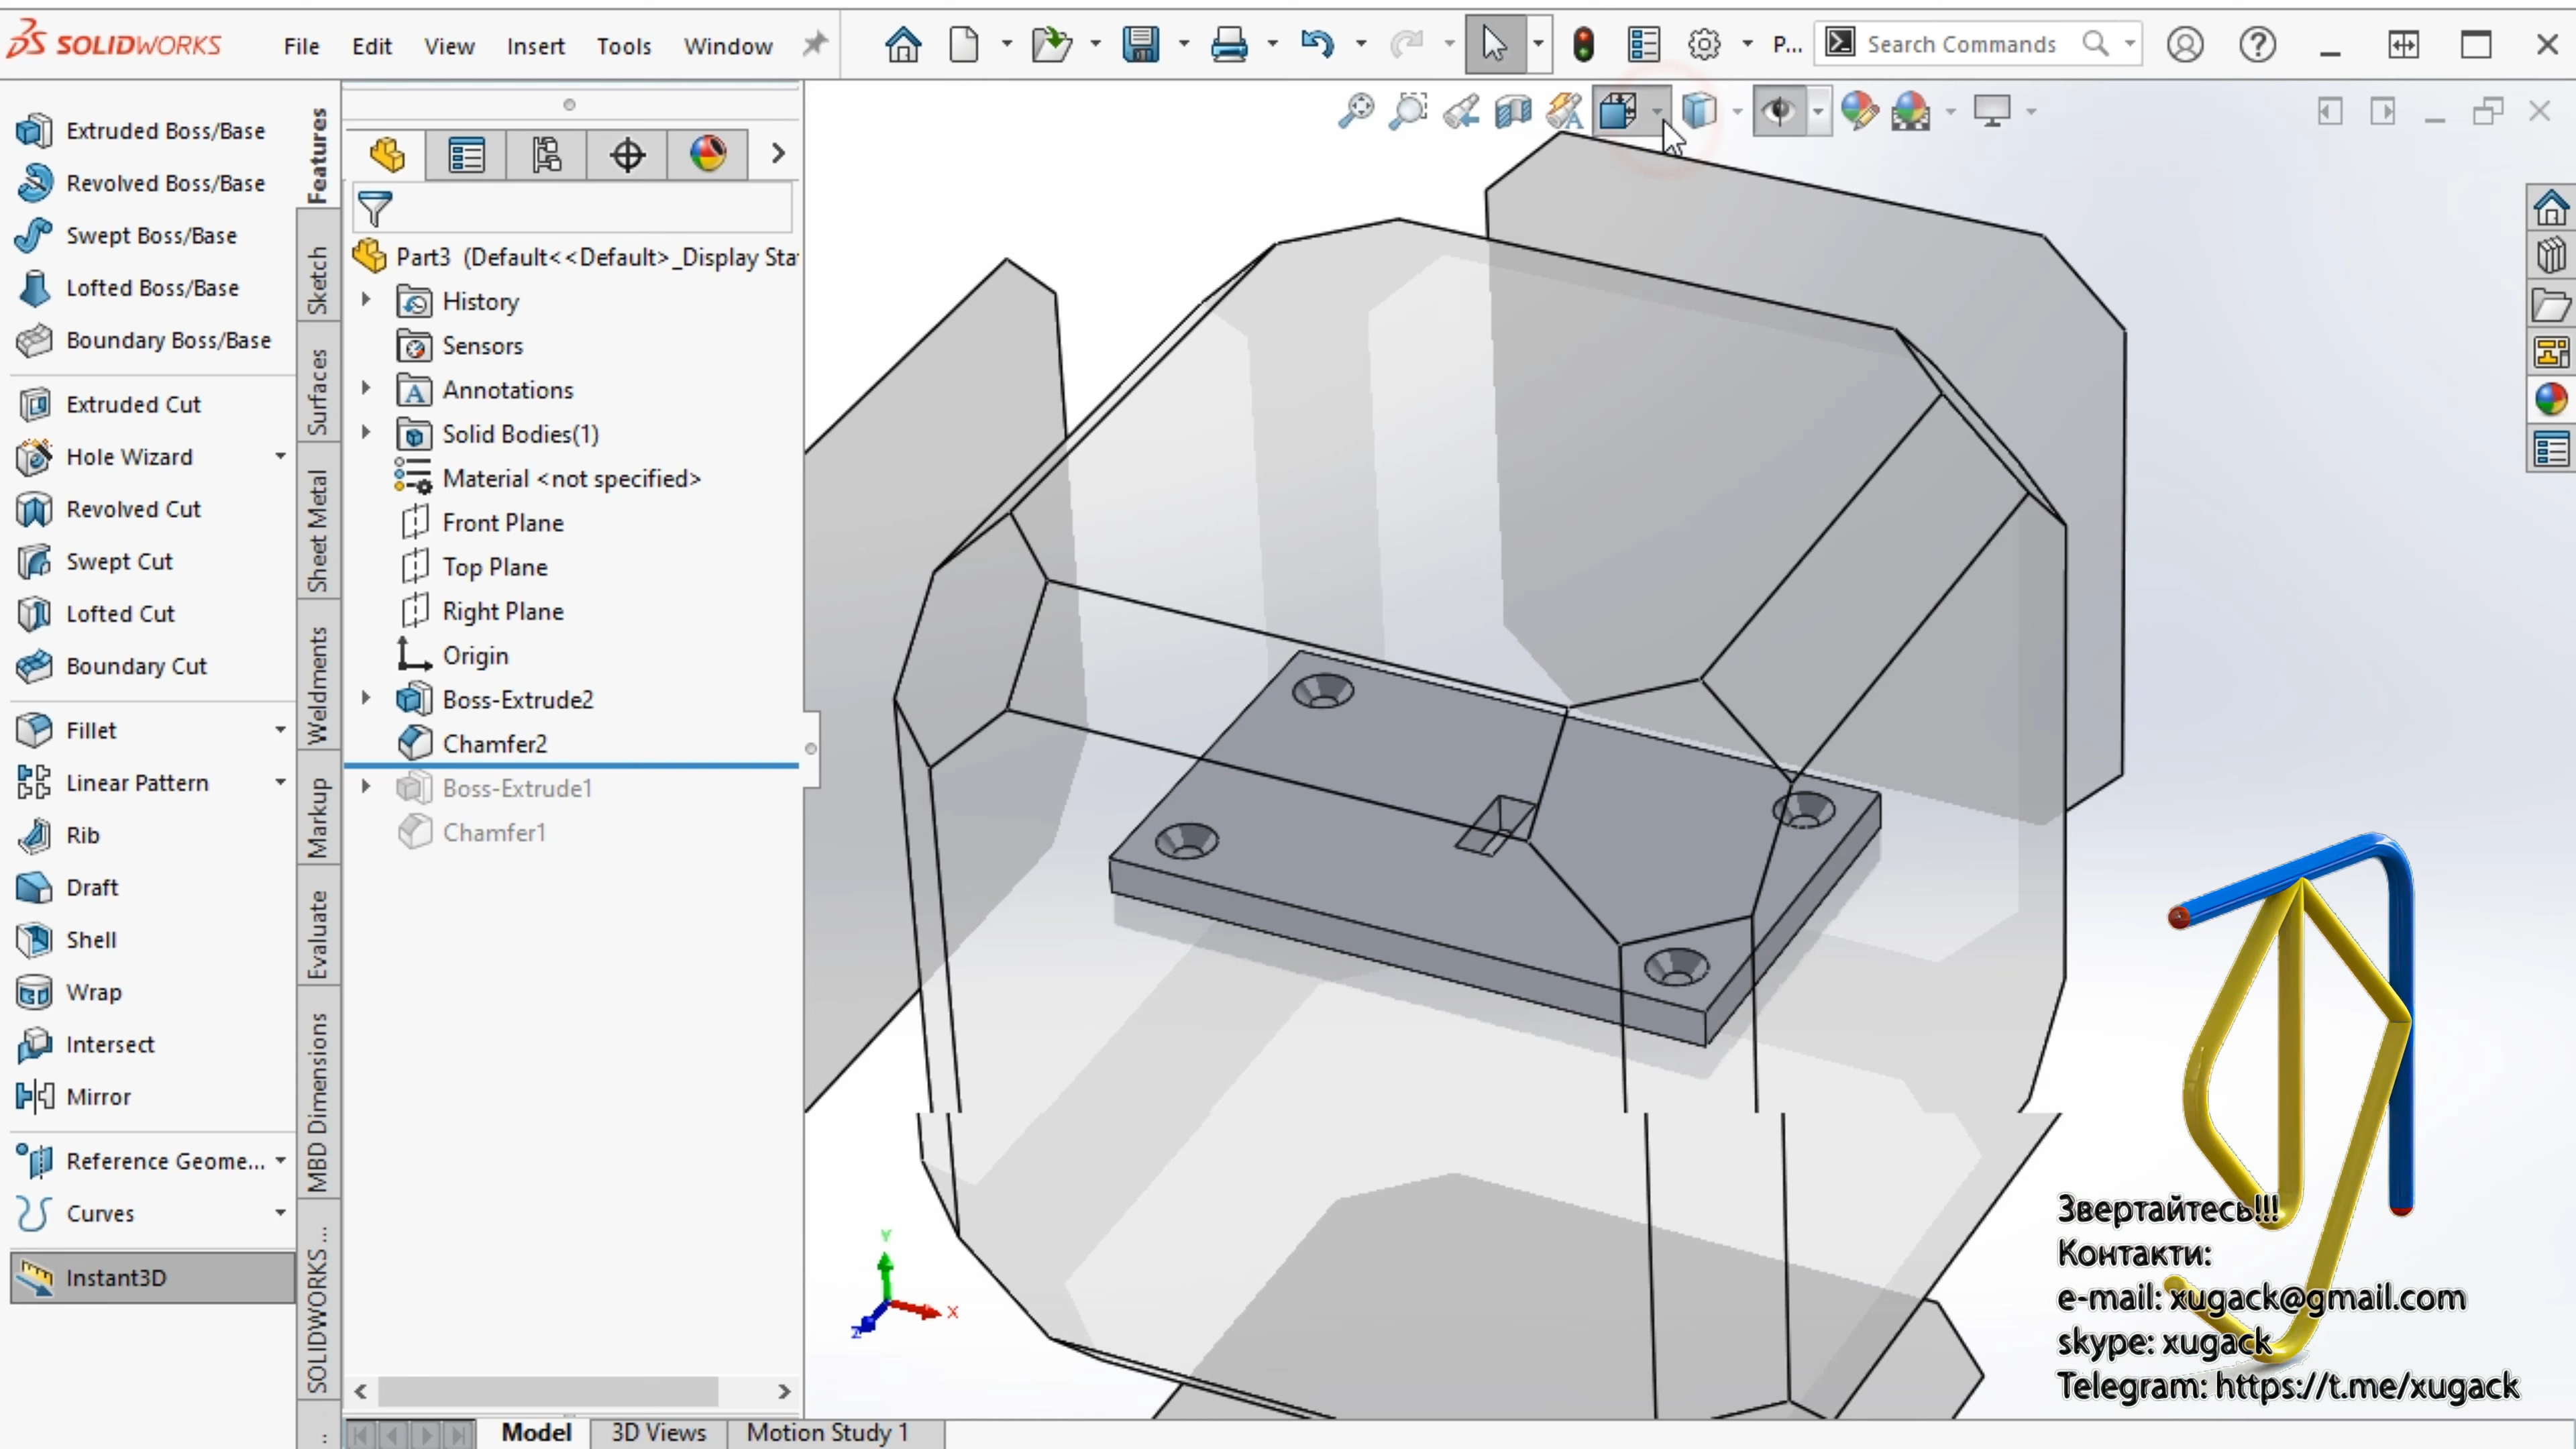 SOLIDWORKS
File Edit View Insert Tools Window
P... Search Commands
Extruded Boss/Base
Revolved Boss/Base
Swept Boss/Base
Lofted Boss/Base
Boundary Boss/Base
Extruded Cut
Hole Wizard
Revolved Cut
Swept Cut
Lofted Cut
Boundary Cut
Fillet
Linear Pattern
Rib
Draft
Shell
Wrap
Intersect
Mirror
Reference Geome...
Curves
Instant3D
Features
Sketch
Surfaces
Sheet Metal
Weldments
Markup
Evaluate
MBD Dimensions
SOLIDWORKS ...
Part3 (Default<<Default>_Display Sta
History
Sensors
Annotations
Solid Bodies(1)
Material <not specified>
Front Plane
Top Plane
Right Plane
Origin
Boss-Extrude2
Chamfer2
Boss-Extrude1
Chamfer1
Y
X
Z
Звертайтесь!!!
Контакти:
e-mail: xugack@gmail.com
skype: xugack
Telegram: https://t.me/xugack
Model 3D Views Motion Study 1